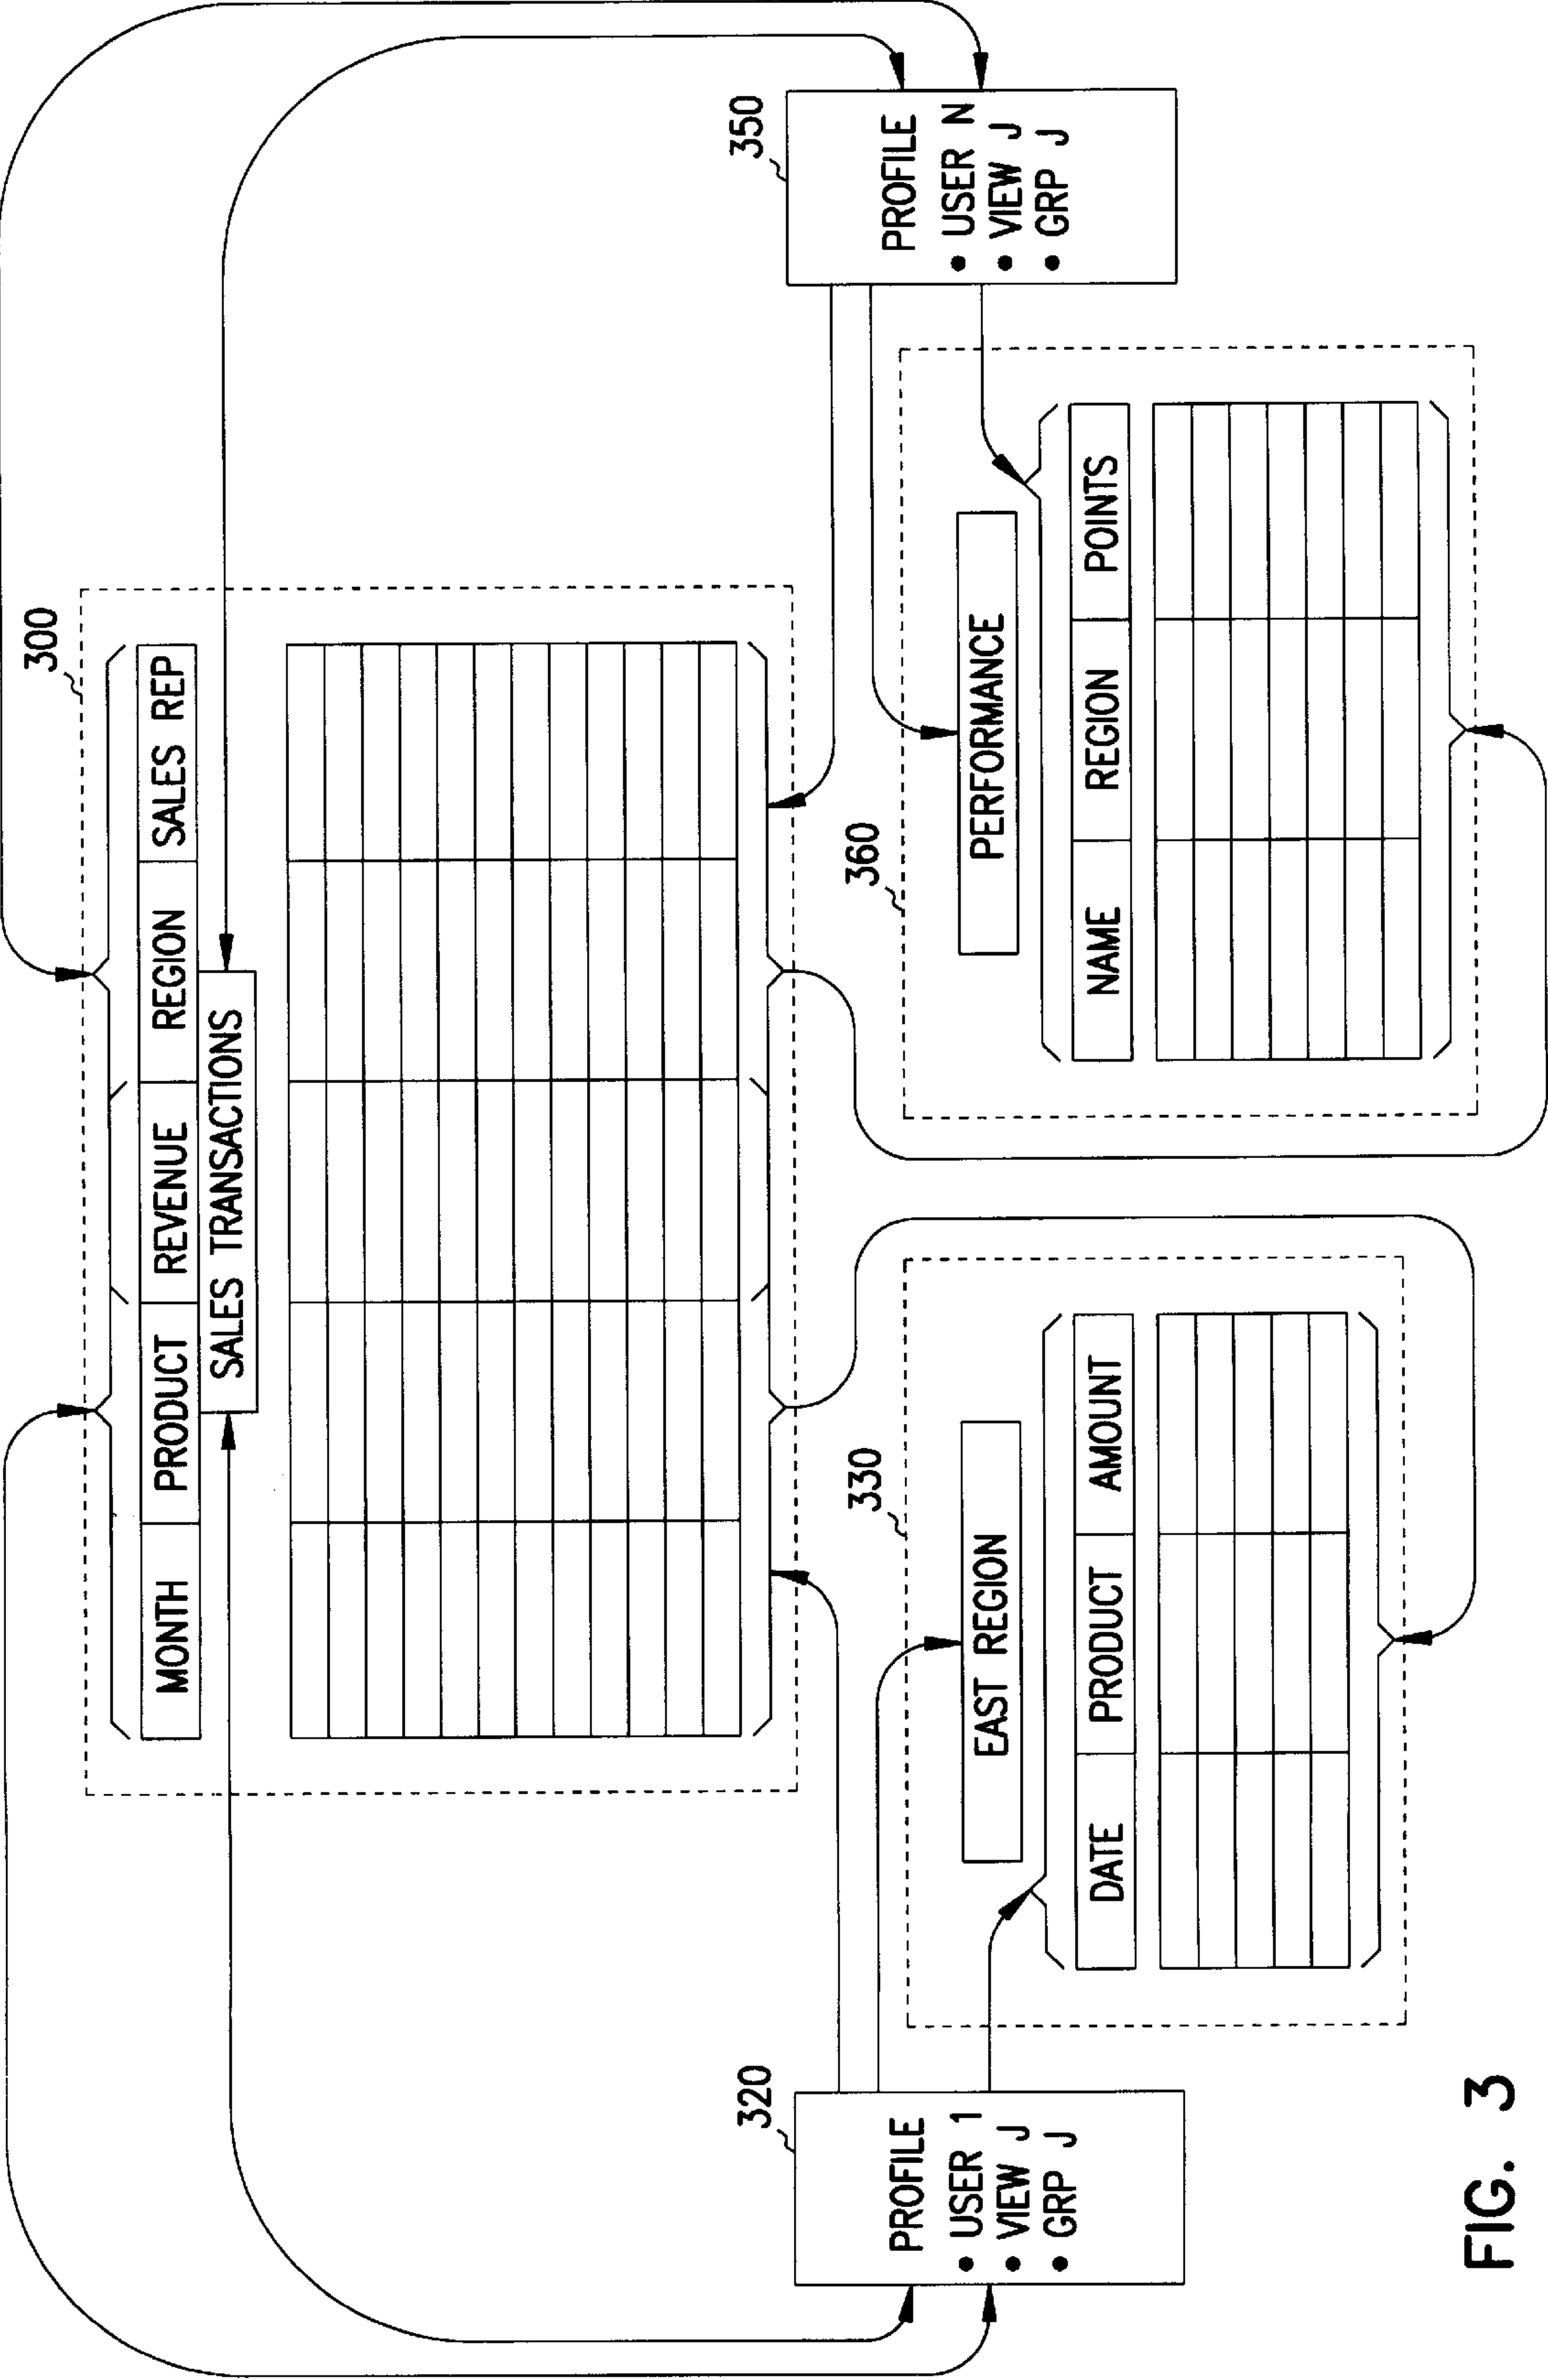 300
MONTH PRODUCT REVENUE REGION SALES REP
SALES TRANSACTIONS
320
PROFILE
• USER 1
• VIEW J
• GRP J
330
EAST REGION
DATE PRODUCT AMOUNT
360
PERFORMANCE
NAME REGION POINTS
350
PROFILE
• USER N
• VIEW J
• GRP J
FIG. 3